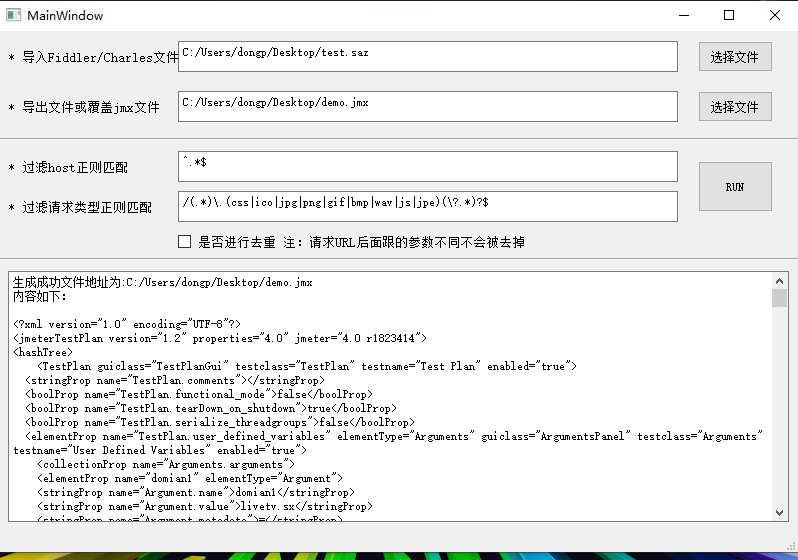 MainWindow
* 导入Fiddler/Charles文件 C:/Users/dongp/Desktop/test.saz 选择文件
* 导出文件或覆盖jmx文件 C:/Users/dongp/Desktop/demo.jmx 选择文件
* 过滤host正则匹配 ^.*$
RUN
* 过滤请求类型正则匹配 /(.*)\.(css|ico|jpg|png|gif|bmp|wav|js|jpe)(\?.*)?$
是否进行去重 注：请求URL后面跟的参数不同不会被去掉
生成成功文件地址为:C:/Users/dongp/Desktop/demo.jmx
内容如下：
<?xml version="1.0" encoding="UTF-8"?>
<jmeterTestPlan version="1.2" properties="4.0" jmeter="4.0 r1823414">
<hashTree>
<TestPlan guiclass="TestPlanGui" testclass="TestPlan" testname="Test Plan" enabled="true">
<stringProp name="TestPlan.comments"></stringProp>
<boolProp name="TestPlan.functional_mode">false</boolProp>
<boolProp name="TestPlan.tearDown_on_shutdown">true</boolProp>
<boolProp name="TestPlan.serialize_threadgroups">false</boolProp>
<elementProp name="TestPlan.user_defined_variables" elementType="Arguments" guiclass="ArgumentsPanel" testclass="Arguments"
testname="User Defined Variables" enabled="true">
<collectionProp name="Arguments.arguments">
<elementProp name="domian1" elementType="Argument">
<stringProp name="Argument.name">domian1</stringProp>
<stringProp name="Argument.value">livetv.sx</stringProp>
<stringProp name="Argument.metadata">=</stringProp>